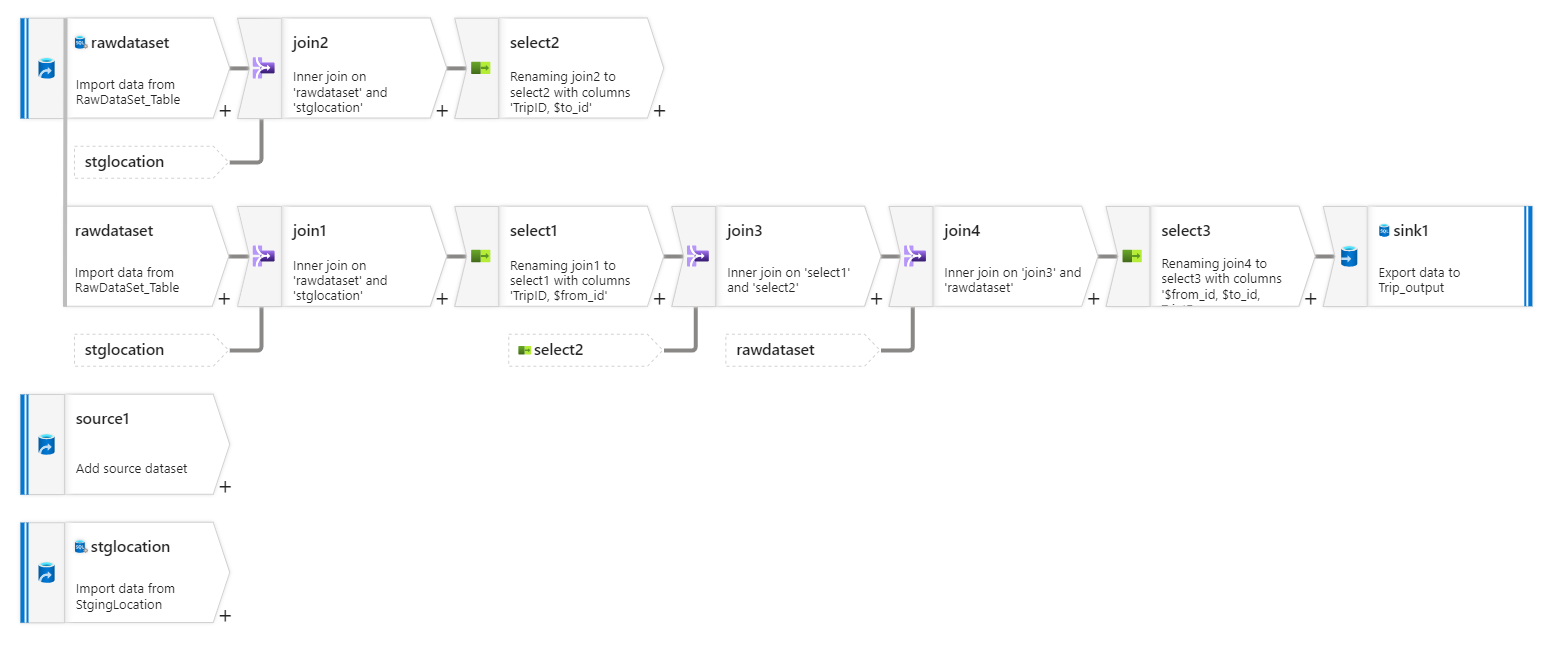 rawdataset
Import data from
RawDataSet_Table
+
join2
Inner join on
'rawdataset' and
'stglocation'
+
select2
Renaming join2 to
select2 with columns
'TripID, $to_id'
+
stglocation
rawdataset
Import data from
RawDataSet_Table
+
join1
Inner join on
'rawdataset' and
'stglocation'
+
select1
Renaming join1 to
select1 with columns
'TripID, $from_id'
+
join3
Inner join on 'select1'
and 'select2'
+
join4
Inner join on 'join3' and
'rawdataset'
+
select3
Renaming join4 to
select3 with columns
'$from_id, $to_id,
+
sink1
Export data to
Trip_output
stglocation
select2
rawdataset
source1
Add source dataset
+
stglocation
Import data from
StgingLocation
+